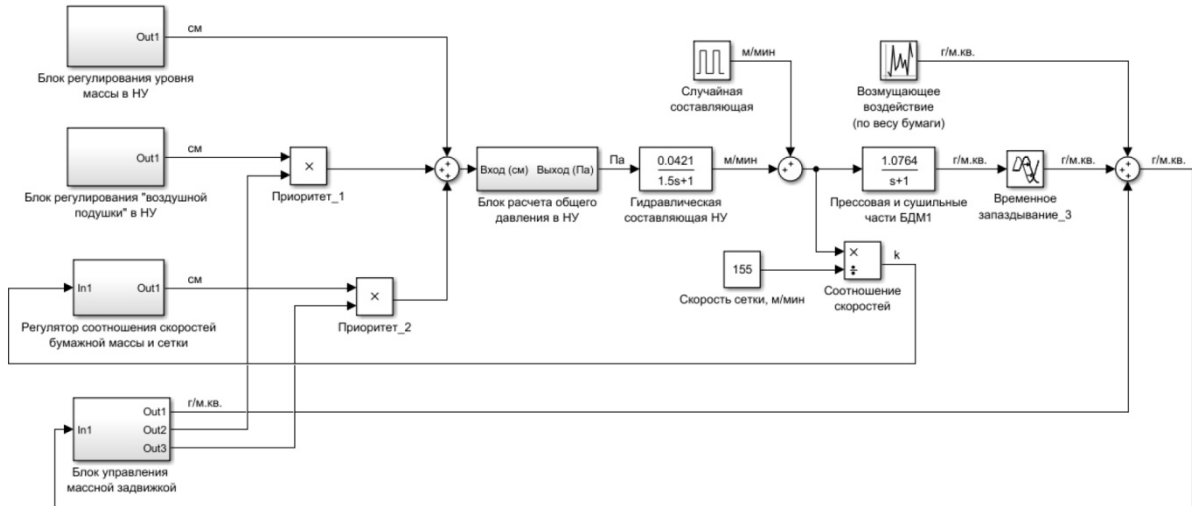 Out1
см
Блок регулирования уровня
массы в НУ
м/мин
Случайная
составляющая
г/м.кв.
Возмущающее
воздействие
(по весу бумаги)
Out1
см
Блок регулирования "воздушной
подушки" в НУ
×
Приоритет_1
Вход (см) Выход (Па)
Блок расчета общего
давления в НУ
Па
0.0421
1.5s+1
Гидравлическая
составляющая НУ
м/мин
1.0764
s+1
Прессовая и сушильные
части БДМ1
г/м.кв.
Временное
запаздывание_3
г/м.кв.
г/м.кв.
155
Скорость сетки, м/мин
×
÷
Соотношение
скоростей
k
In1 Out1
см
Регулятор соотношения скоростей
бумажной массы и сетки
×
Приоритет_2
In1
Out1
Out2
Out3
г/м.кв.
Блок управления
массной задвижкой